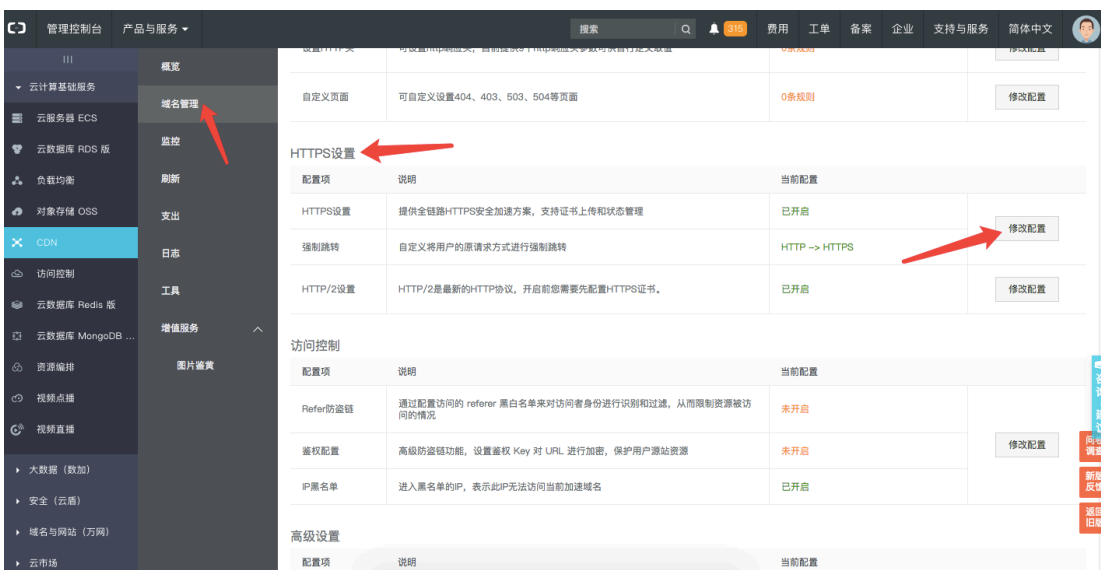 管理控制台
产品与服务
搜索
315
费用
工单
备案
企业
支持与服务
简体中文
云计算基础服务
云服务器 ECS
云数据库 RDS 版
负载均衡
对象存储 OSS
CDN
访问控制
云数据库 Redis 版
云数据库 MongoDB ...
资源编排
视频点播
视频直播
大数据（数加）
安全（云盾）
域名与网站（万网）
云市场
概览
域名管理
监控
刷新
支出
日志
工具
增值服务
图片鉴黄
自定义页面
可自定义设置404、403、503、504等页面
0条规则
修改配置
HTTPS设置
配置项
说明
当前配置
HTTPS设置
提供全链路HTTPS安全加速方案，支持证书上传和状态管理
已开启
修改配置
强制跳转
自定义将用户的原请求方式进行强制跳转
HTTP -> HTTPS
HTTP/2设置
HTTP/2是最新的HTTP协议，开启前您需要先配置HTTPS证书。
已开启
修改配置
访问控制
配置项
说明
当前配置
Refer防盗链
通过配置访问的 referer 黑白名单来对访问者身份进行识别和过滤，从而限制资源被访
问的情况
未开启
鉴权配置
高级防盗链功能，设置鉴权 Key 对 URL 进行加密，保护用户源站资源
未开启
修改配置
IP黑名单
进入黑名单的IP，表示此IP无法访问当前加速域名
已开启
高级设置
配置项
说明
当前配置